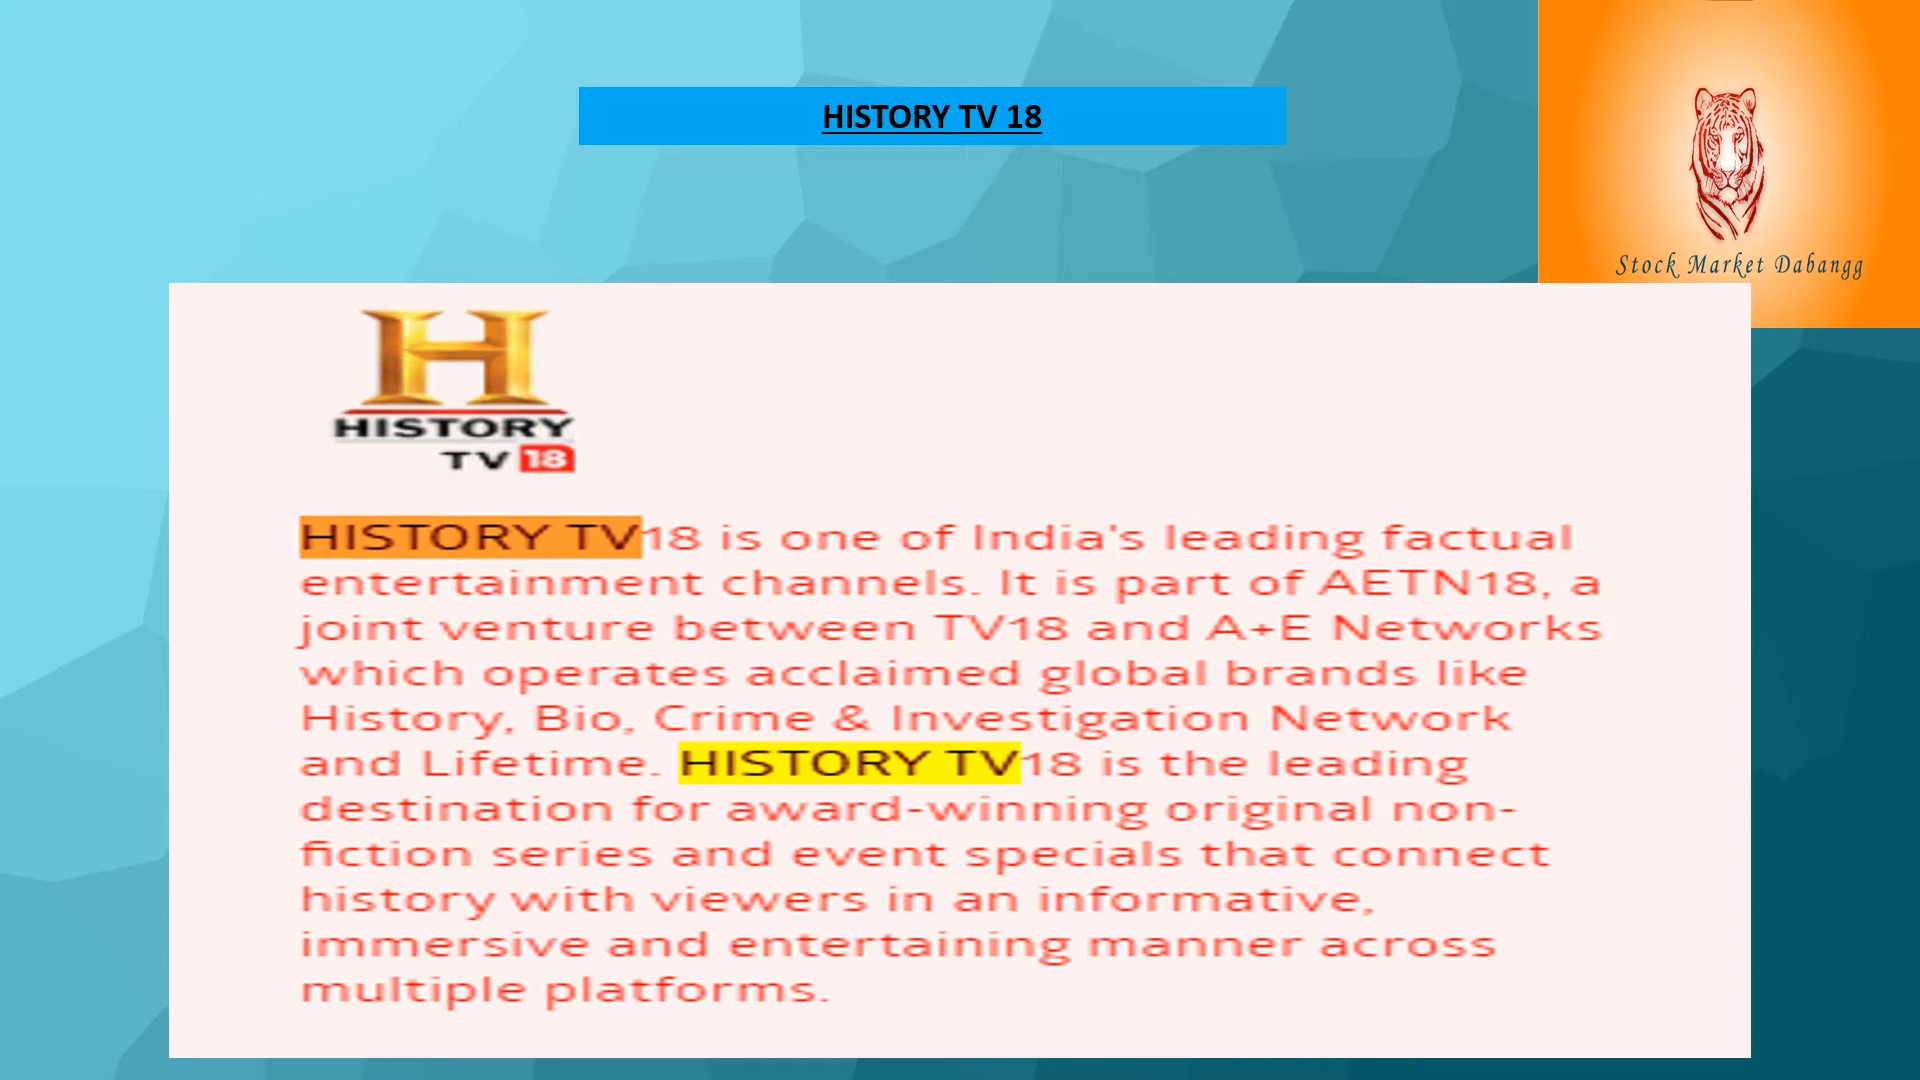 HISTORY TV 18
Stock Market Dabangg
H
HISTORY
TV 18
HISTORY TV18 is one of India's leading factual
entertainment channels. It is part of AETN18, a
joint venture between TV18 and A+E Networks
which operates acclaimed global brands like
History, Bio, Crime & Investigation Network
and Lifetime. HISTORY TV18 is the leading
destination for award-winning original non-
fiction series and event specials that connect
history with viewers in an informative,
immersive and entertaining manner across
multiple platforms.